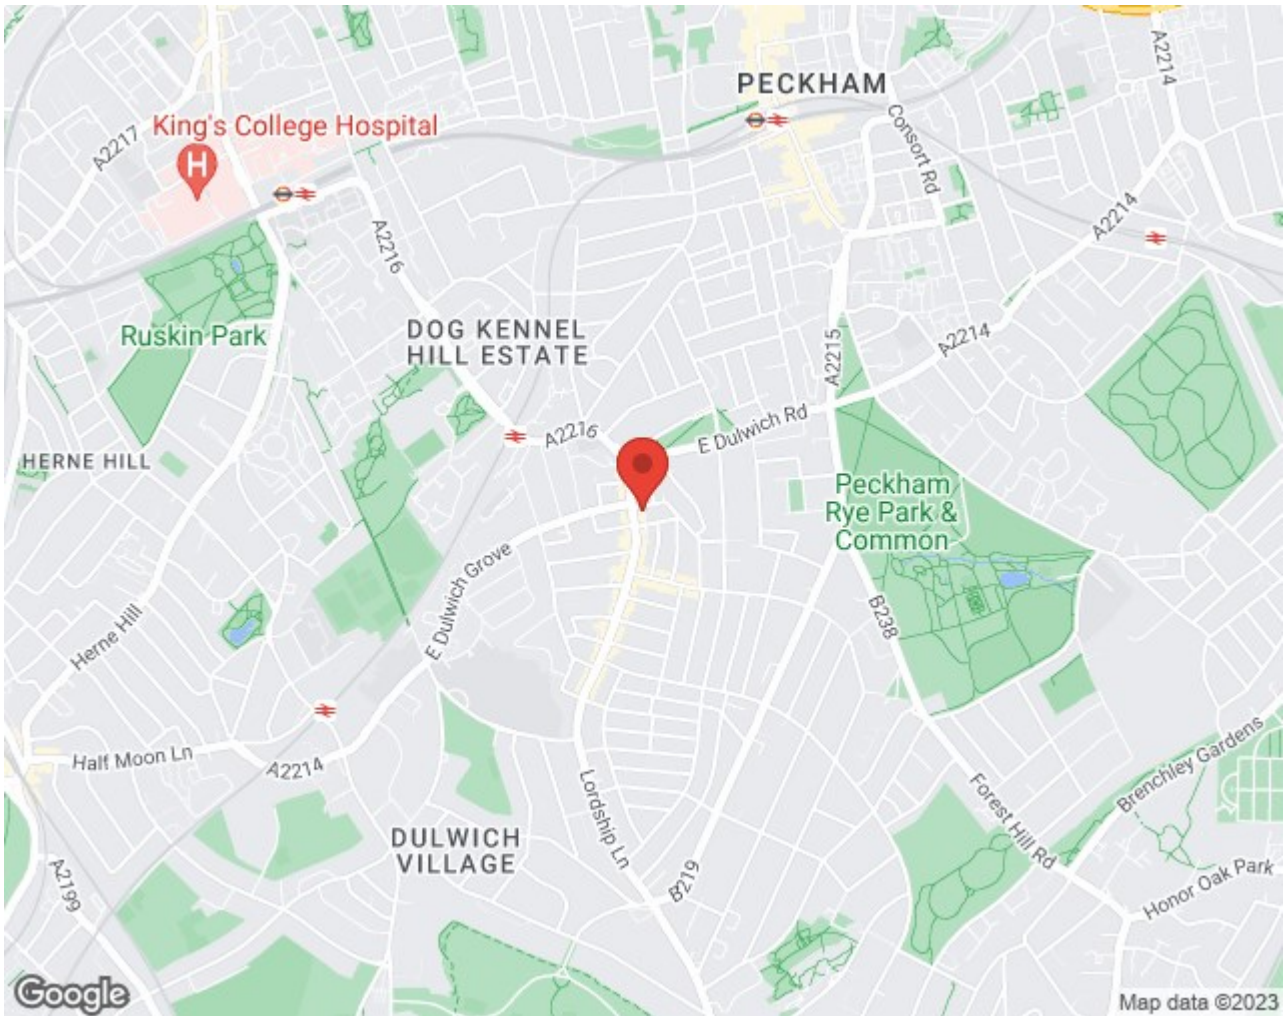 A2214
PECKHAM
King's College Hospital
H
A2217
Consort Rd
A2214
A2216
Ruskin Park
DOG KENNEL
HILL ESTATE
A2215
A2214
A2216
E Dulwich Rd
HERNE HILL
Peckham
Rye Park &
Common
E Dulwich Grove
B238
Herne Hill
Half Moon Ln
A2214
Brenchley Gardens
Lordship Ln
Forest Hill Rd
DULWICH
VILLAGE
A2199
B219
Honor Oak Park
Google
Map data ©2023